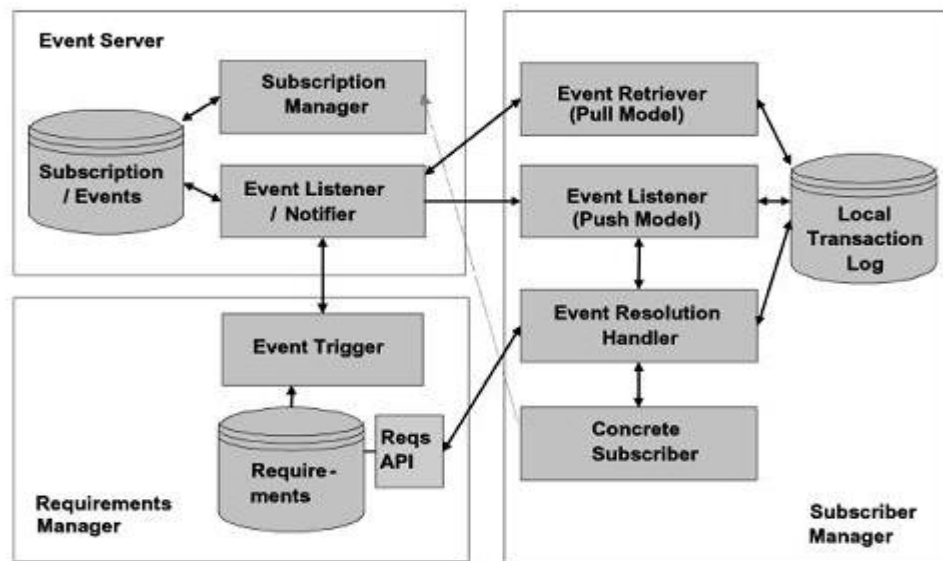 Event Server
Subscription
Manager
Subscription
/ Events
Event Listener
/ Notifier
Event Retriever
(Pull Model)
Event Listener
(Push Model)
Local
Transaction
Log
Event Resolution
Handler
Concrete
Subscriber
Subscriber
Manager
Event Trigger
Reqs
API
Require -
ments
Requirements
Manager